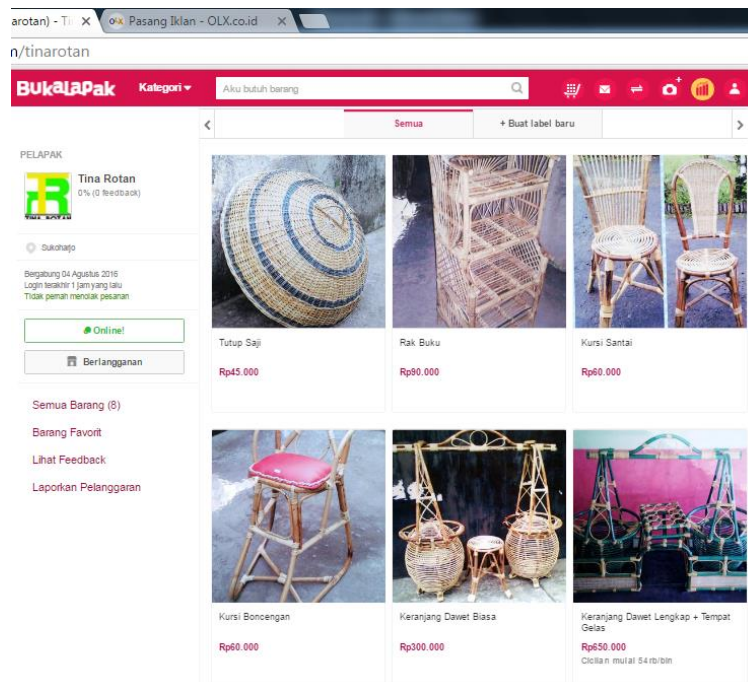 arotan) - Ti
Pasang Iklan - OLX.co.id
n/tinarotan
BukaLaPak
Kategori
Aku butuh barang
Semua
+ Buat label baru
PELAPAK
Tina Rotan
0% (0 feedback)
TINA ROTAN
Sukoharjo
Bergabung 04 Agustus 2016
Login terakhir 1 jam yang lalu
Tidak pernah menolak pesanan
Online!
Berlangganan
Semua Barang (8)
Barang Favorit
Lihat Feedback
Laporkan Pelanggaran
Tutup Saji
Rp45.000
Rak Buku
Rp90.000
Kursi Santai
Rp60.000
Kursi Boncengan
Rp60.000
Keranjang Dawet Biasa
Rp300.000
Keranjang Dawet Lengkap + Tempat
Gelas
Rp650.000
Cicilan mulai 54rb/bln